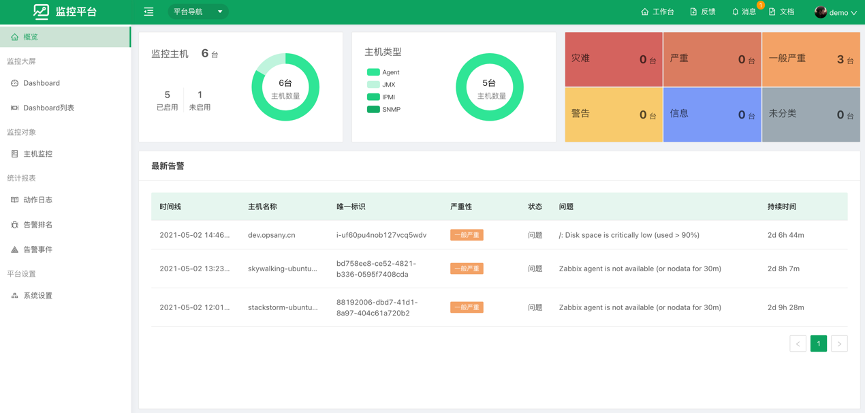 监控平台
平台导航
工作台
反馈
消息
文档
demo
概览
监控大屏
Dashboard
Dashboard列表
监控对象
主机监控
统计报表
动作日志
告警排名
告警事件
平台设置
系统设置
监控主机 6 台
5 1
已启用 未启用
6台
主机数量
主机类型
Agent
JMX
IPMI
SNMP
5台
主机数量
灾难 0 台
严重 0 台
一般严重 3 台
警告 0 台
信息 0 台
未分类 0 台
最新告警
时间线 主机名称 唯一标识 严重性 状态 问题 持续时间
2021-05-02 14:46... dev.opsany.cn i-uf60pu4nob127vcq5wdv 一般严重 问题 /: Disk space is critically low (used > 90%) 2d 6h 44m
2021-05-02 13:23... skywalking-ubuntu... bd758ee8-ce52-4821-b336-0595f7408cda 一般严重 问题 Zabbix agent is not available (or nodata for 30m) 2d 8h 7m
2021-05-02 12:01... stackstorm-ubuntu... 88192006-dbd7-41d1-8a97-404c61a720b2 一般严重 问题 Zabbix agent is not available (or nodata for 30m) 2d 9h 28m
< 1 >